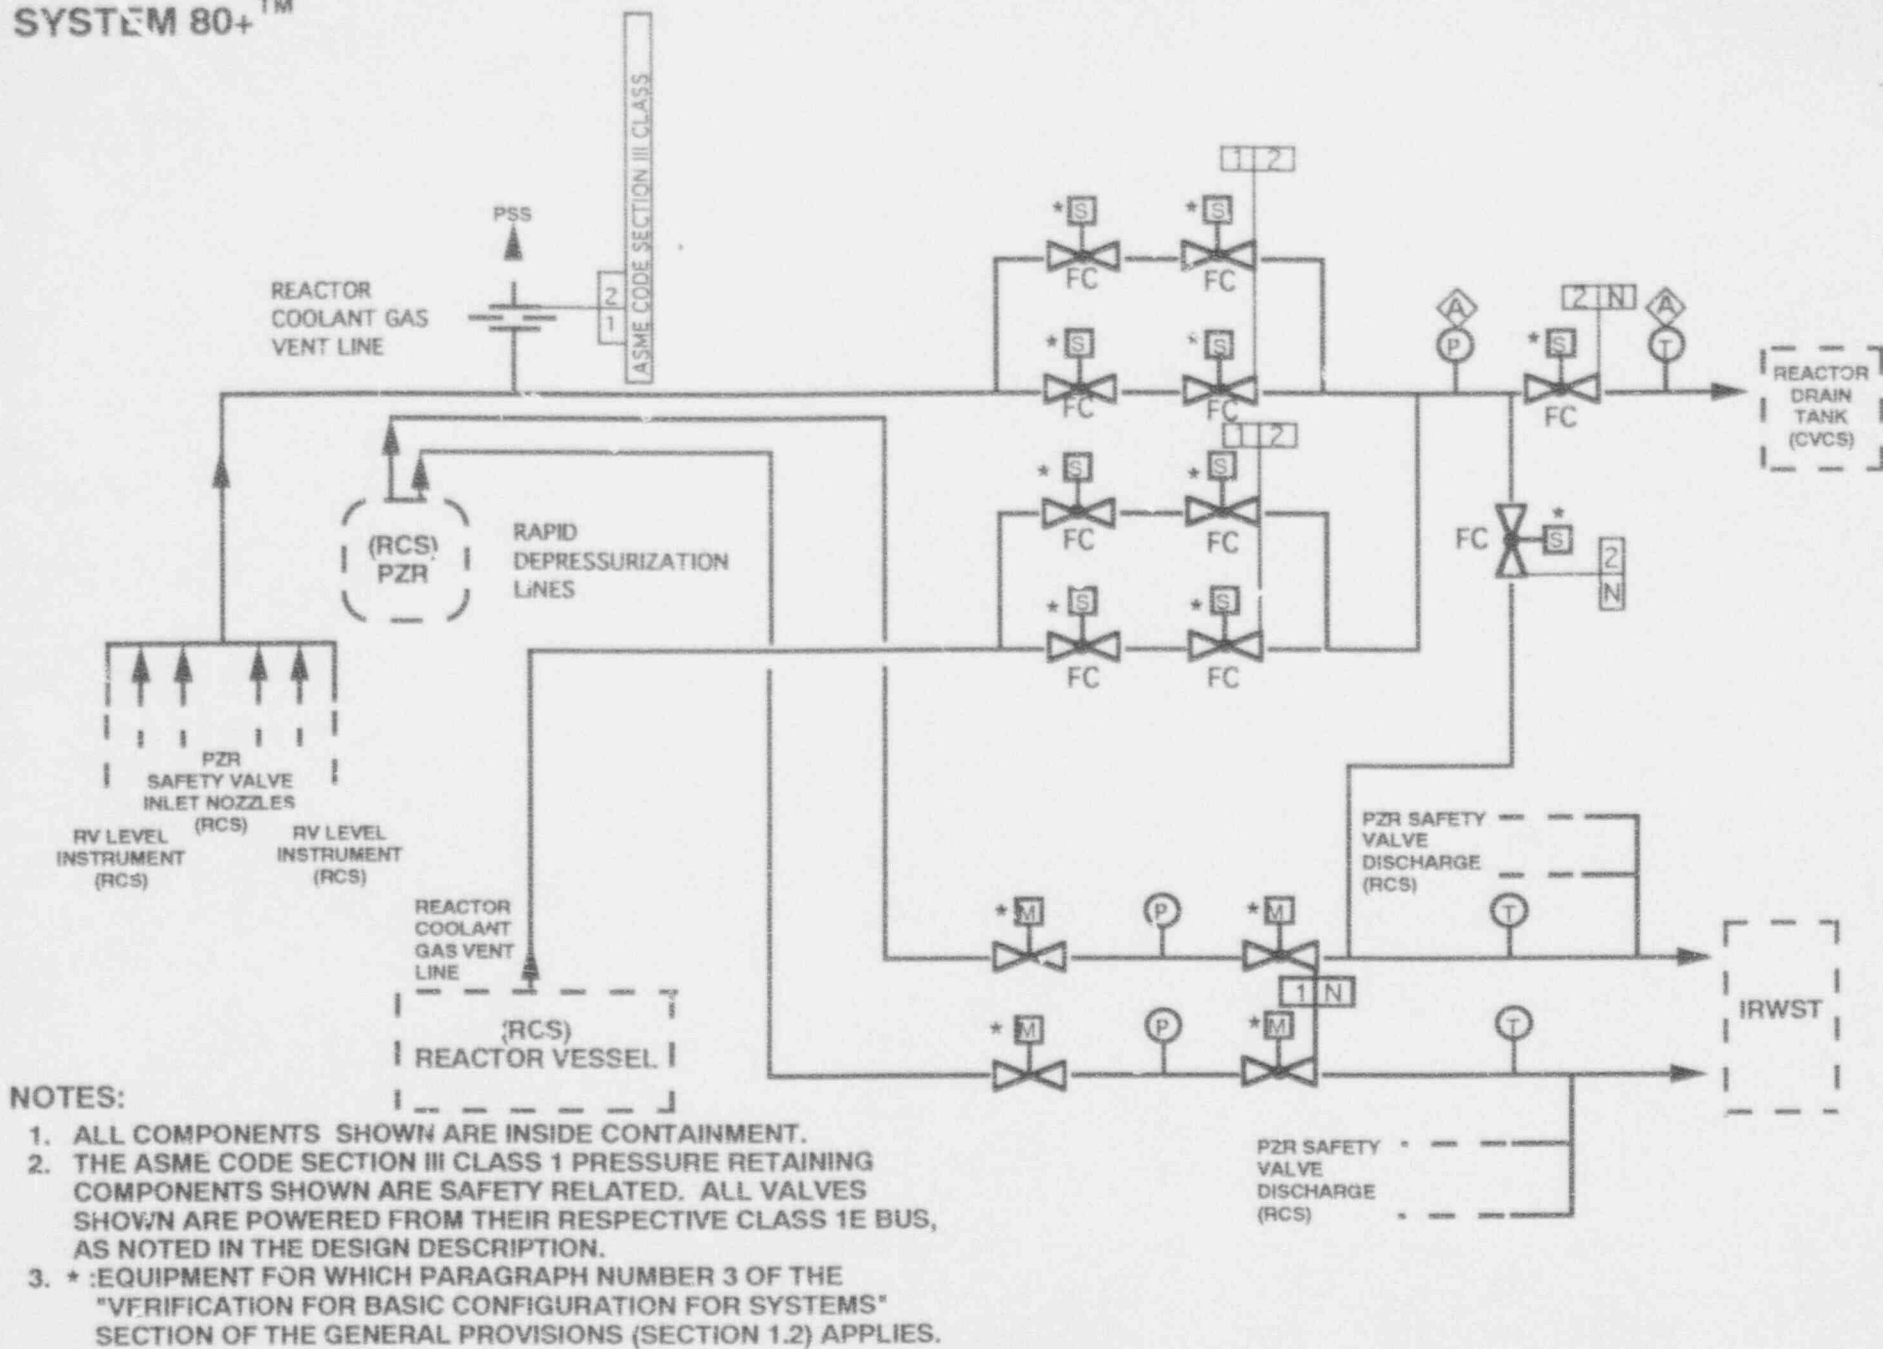 SYSTEM 80+™
ASME CODE SECTION III CLASS
2
1
PSS
REACTOR
COOLANT GAS
VENT LINE
1 2
* S
* S
FC
FC
* S
* S
FC
FC
A
P
2 N
* S
FC
A
T
REACTOR
DRAIN
TANK
(CVCS)
1 2
* S
* S
FC
FC
* S
* S
FC
FC
FC
*
S
2
N
(RCS)
PZR
RAPID
DEPRESSURIZATION
LINES
PZR
SAFETY VALVE
INLET NOZZLES
(RCS)
RV LEVEL
INSTRUMENT
(RCS)
RV LEVEL
INSTRUMENT
(RCS)
REACTOR
COOLANT
GAS VENT
LINE
(RCS)
REACTOR VESSEL
PZR SAFETY
VALVE
DISCHARGE
(RCS)
* M
P
* M
T
1 N
* M
P
* M
T
IRWST
PZR SAFETY
VALVE
DISCHARGE
(RCS)
NOTES:
1. ALL COMPONENTS SHOWN ARE INSIDE CONTAINMENT.
2. THE ASME CODE SECTION III CLASS 1 PRESSURE RETAINING
COMPONENTS SHOWN ARE SAFETY RELATED. ALL VALVES
SHOWN ARE POWERED FROM THEIR RESPECTIVE CLASS 1E BUS,
AS NOTED IN THE DESIGN DESCRIPTION.
3. * :EQUIPMENT FOR WHICH PARAGRAPH NUMBER 3 OF THE
"VERIFICATION FOR BASIC CONFIGURATION FOR SYSTEMS"
SECTION OF THE GENERAL PROVISIONS (SECTION 1.2) APPLIES.